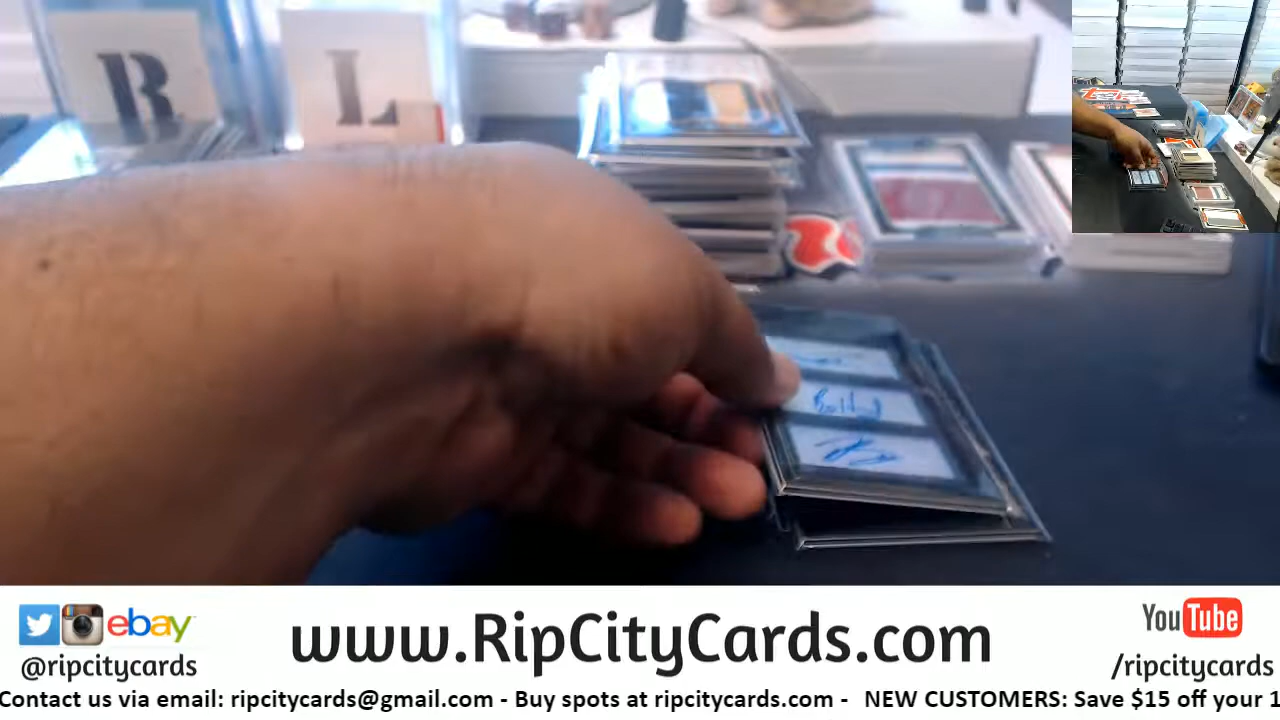 R L
ebay
@ripcitycards
www.RipCityCards.com
YouTube
/ripcitycards
Contact us via email: ripcitycards@gmail.com - Buy spots at ripcitycards.com - NEW CUSTOMERS: Save $15 off your 1